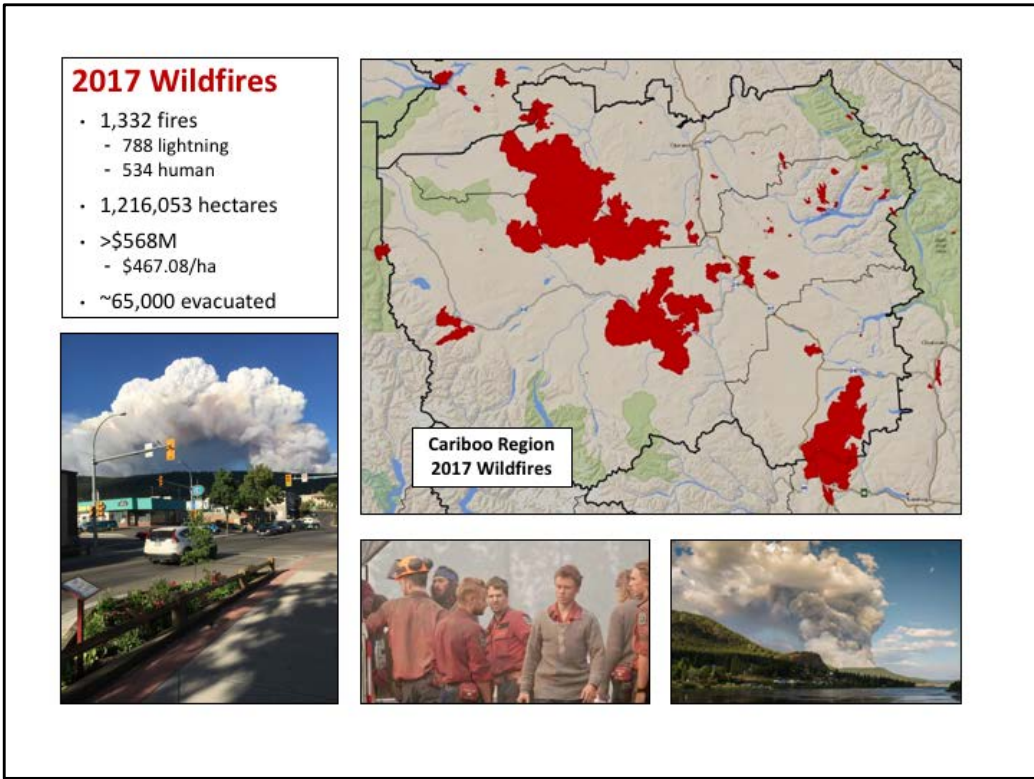 2017 Wildfires
· 1,332 fires
- 788 lightning
- 534 human
· 1,216,053 hectares
· >$568M
- $467.08/ha
· ~65,000 evacuated
Cariboo Region
2017 Wildfires